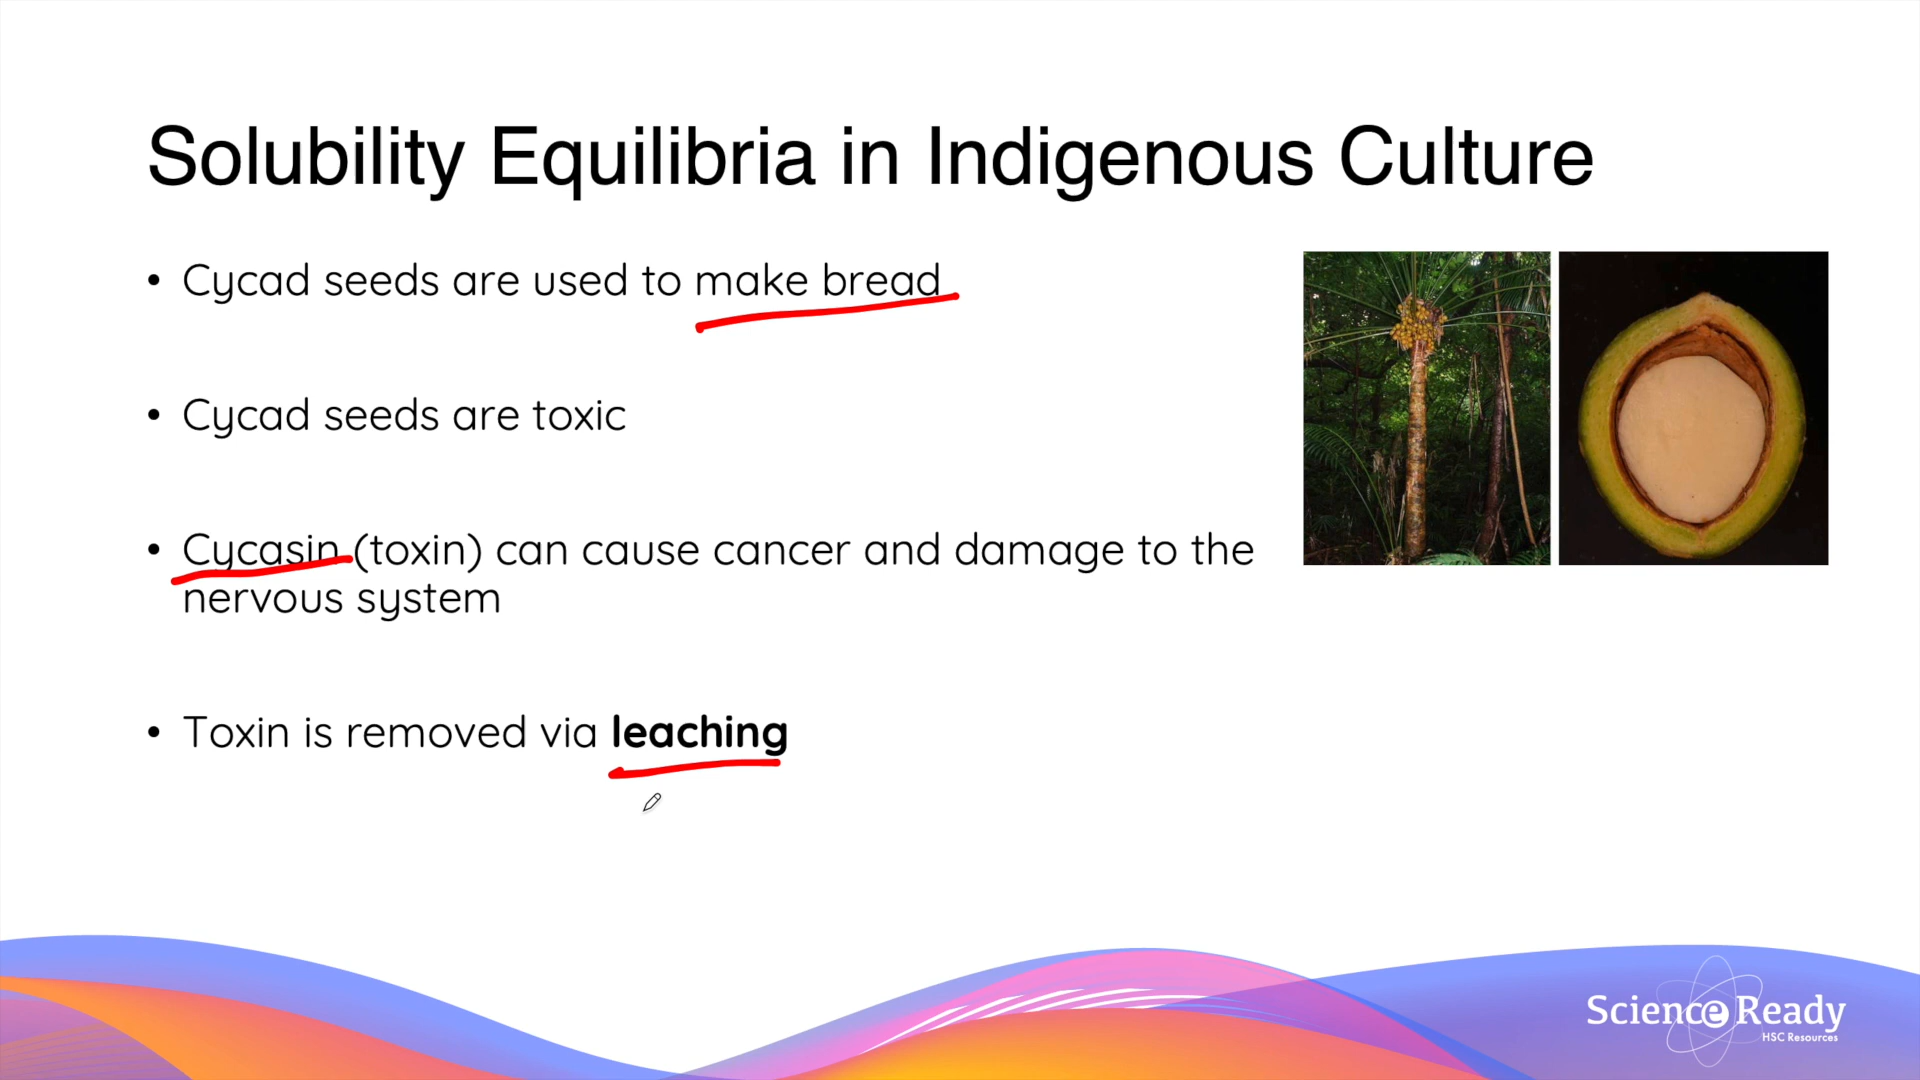 Solubility Equilibria in Indigenous Culture
• Cycad seeds are used to make bread
• Cycad seeds are toxic
• Cycasin (toxin) can cause cancer and damage to the
nervous system
• Toxin is removed via leaching
Science Ready
HSC Resources